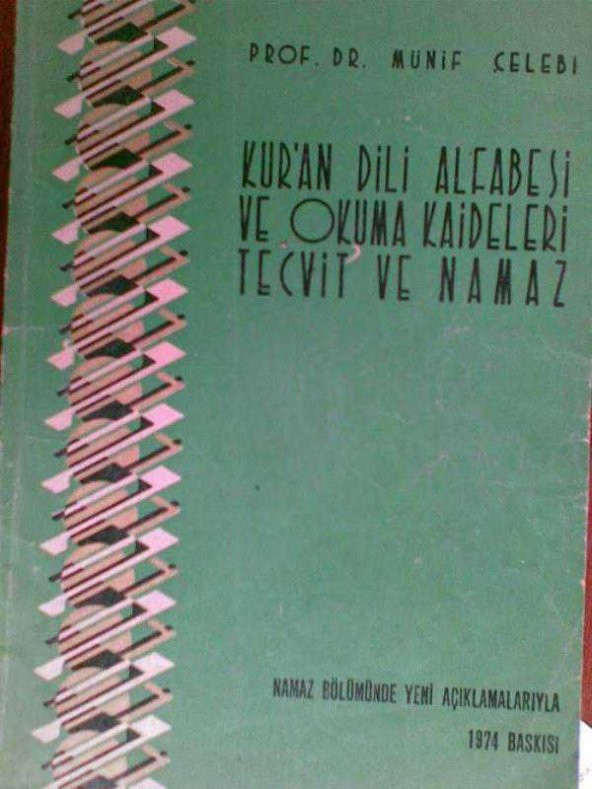 PROF. DR. MÜNİF ÇELEBİ
KUR'AN DİLİ ALFABESİ
VE OKUMA KAİDELERİ
TECVİT VE NAMAZ
NAMAZ BÖLÜMÜNDE YENİ AÇIKLAMALARIYLA
1974 BASKISI